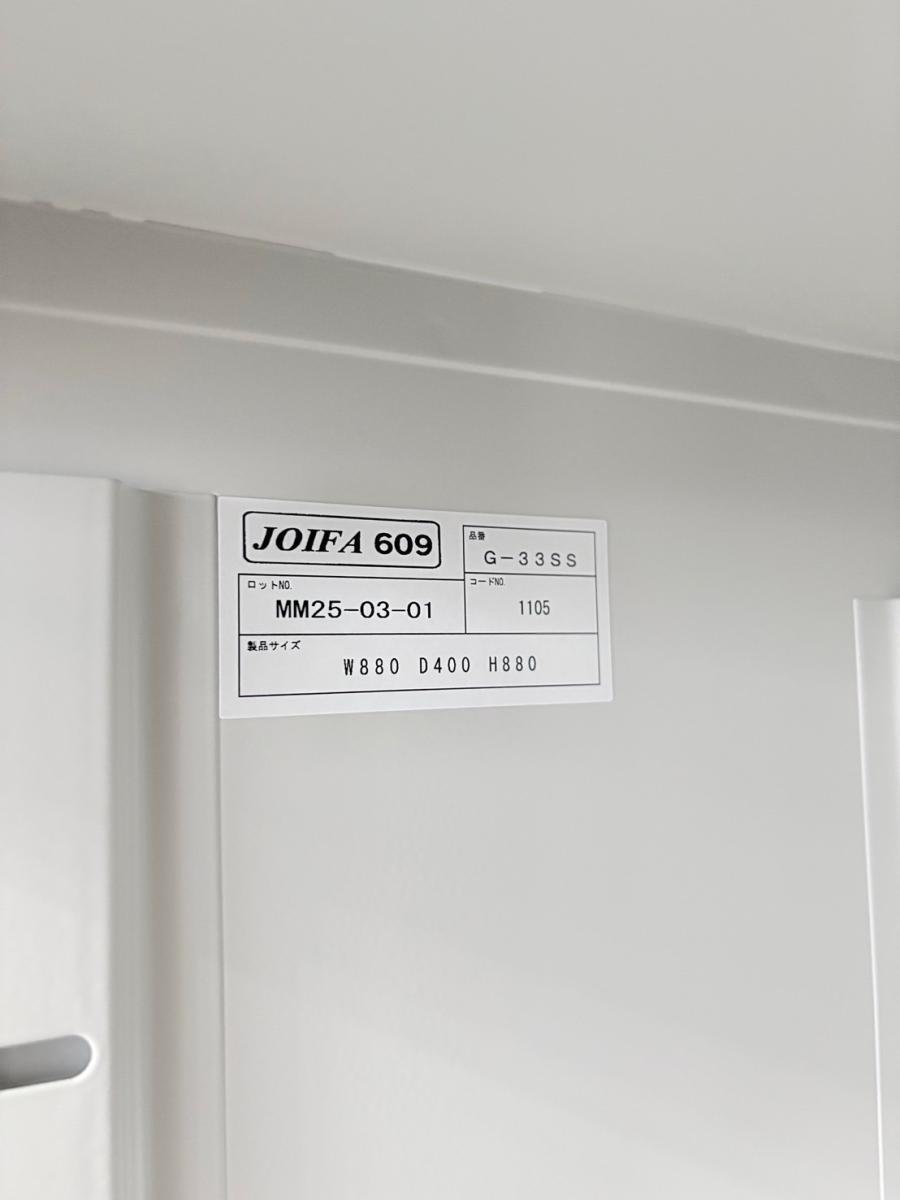 JOIFA 609
品番
G-33SS
ロットNO.
MM25-03-01
コードNO.
1105
製品サイズ
W880 D400 H880